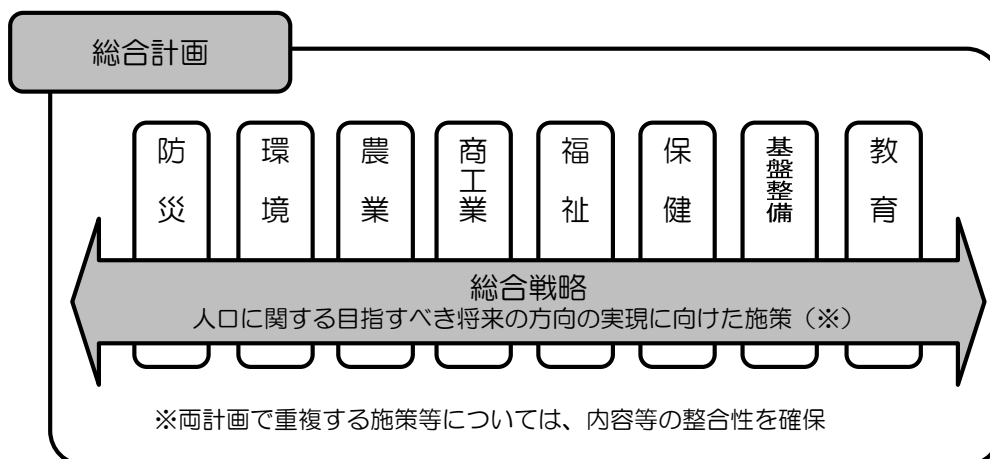 総合計画
防災
環境
農業
商工業
福祉
保健
基盤整備
教育
総合戦略
人口に関する目指すべき将来の方向の実現に向けた施策（※）
※両計画で重複する施策等については、内容等の整合性を確保